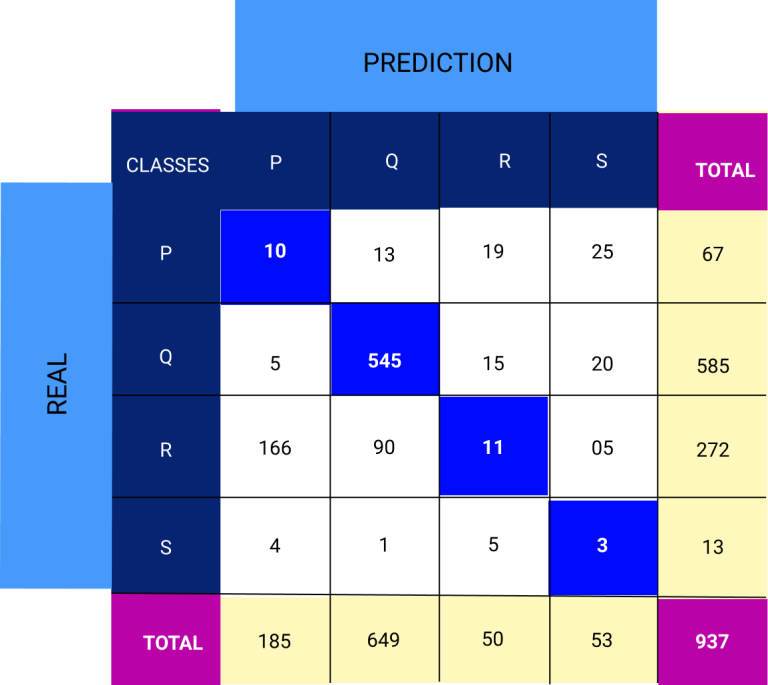 PREDICTION
CLASSES P Q R S TOTAL
P 10 13 19 25 67
Q 5 545 15 20 585
REAL
R 166 90 11 05 272
S 4 1 5 3 13
TOTAL 185 649 50 53 937